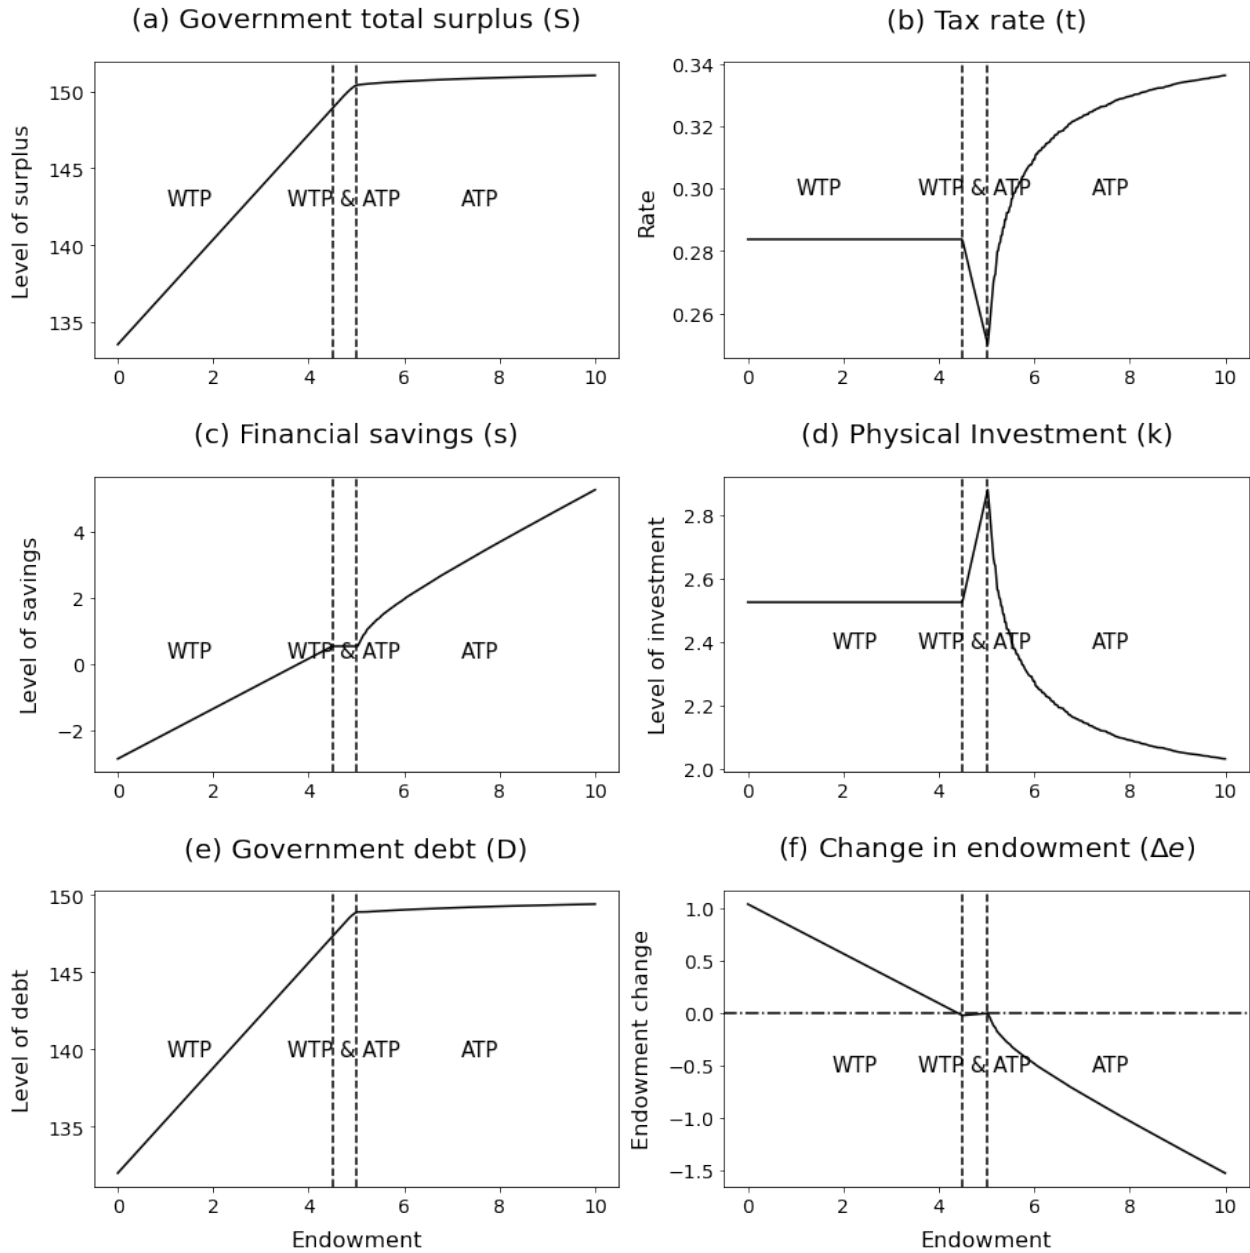 (a) Government total surplus (S)
Level of surplus
150
145
140
135
WTP
WTP & ATP
ATP
0 2 4 6 8 10
(b) Tax rate (t)
Rate
0.34
0.32
0.30
0.28
0.26
WTP
WTP & ATP
ATP
0 2 4 6 8 10
(c) Financial savings (s)
Level of savings
4
2
0
−2
WTP
WTP & ATP
ATP
0 2 4 6 8 10
(d) Physical Investment (k)
Level of investment
2.8
2.6
2.4
2.2
2.0
WTP
WTP & ATP
ATP
0 2 4 6 8 10
(e) Government debt (D)
Level of debt
150
145
140
135
WTP
WTP & ATP
ATP
0 2 4 6 8 10
Endowment
(f) Change in endowment (Δe)
Endowment change
1.0
0.5
0.0
−0.5
−1.0
−1.5
WTP
WTP & ATP
ATP
0 2 4 6 8 10
Endowment